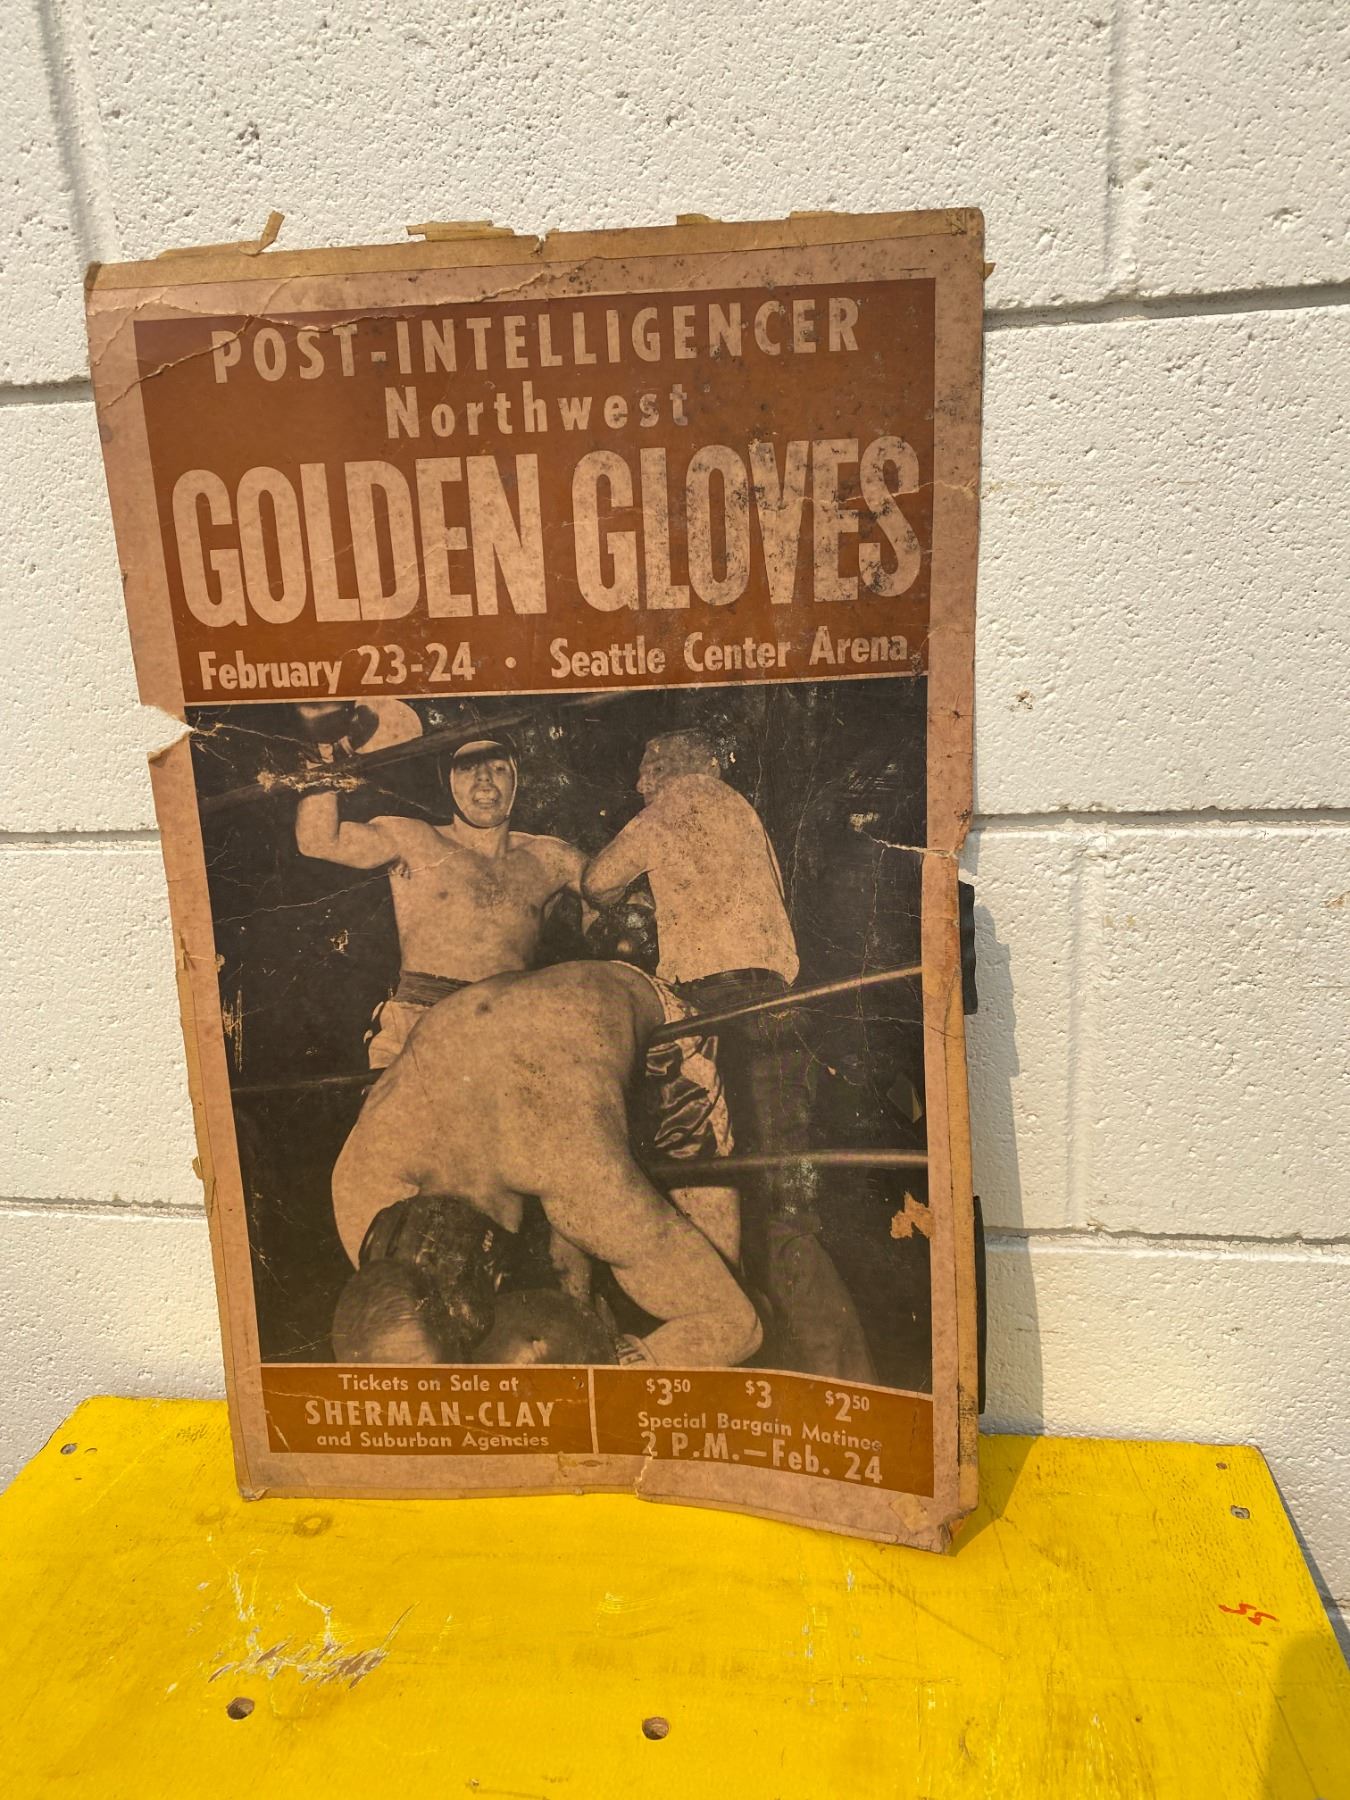 POST-INTELLIGENCER
Northwest
GOLDEN GLOVES
February 23-24 • Seattle Center Arena
Tickets on Sale at
SHERMAN-CLAY
and Suburban Agencies
$3.50 $3 $2.50
Special Bargain Matinee
2 P.M.—Feb. 24